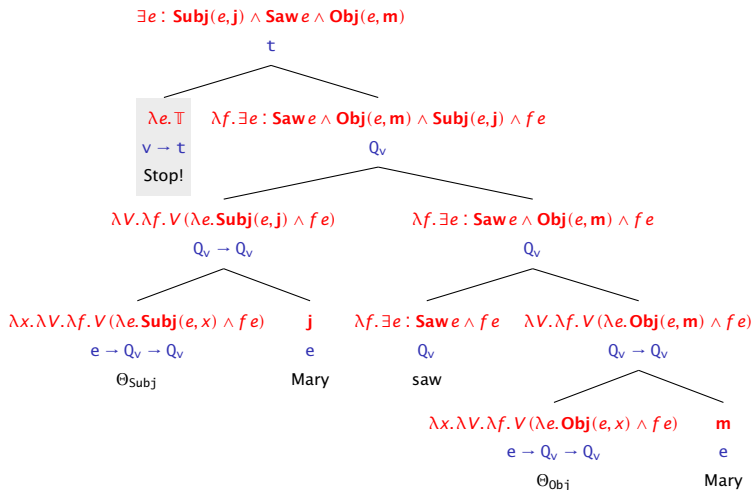 ∃e: Subj(e,j) ∧ Saw e ∧ Obj(e,m)
t
λe.𝕋 λf.∃e: Saw e ∧ Obj(e,m) ∧ Subj(e,j) ∧ f e
v → t Qᵥ
Stop!
λV.λf.V(λe.Subj(e,j) ∧ f e) λf.∃e: Saw e ∧ Obj(e,m) ∧ f e
Qᵥ → Qᵥ Qᵥ
λx.λV.λf.V(λe.Subj(e,x) ∧ f e) j λf.∃e: Saw e ∧ f e λV.λf.V(λe.Obj(e,m) ∧ f e)
e → Qᵥ → Qᵥ e Qᵥ Qᵥ → Qᵥ
Θ_Subj Mary saw
λx.λV.λf.V(λe.Obj(e,x) ∧ f e) m
e → Qᵥ → Qᵥ e
Θ_Obj Mary